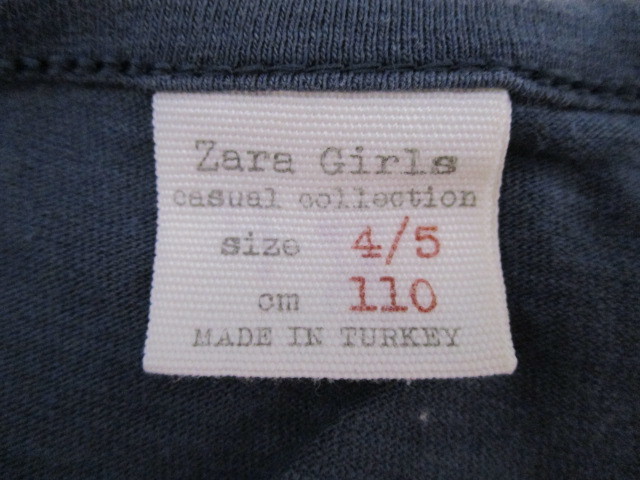 Zara Girls
casual collection
size 4/5
cm 110
MADE IN TURKEY